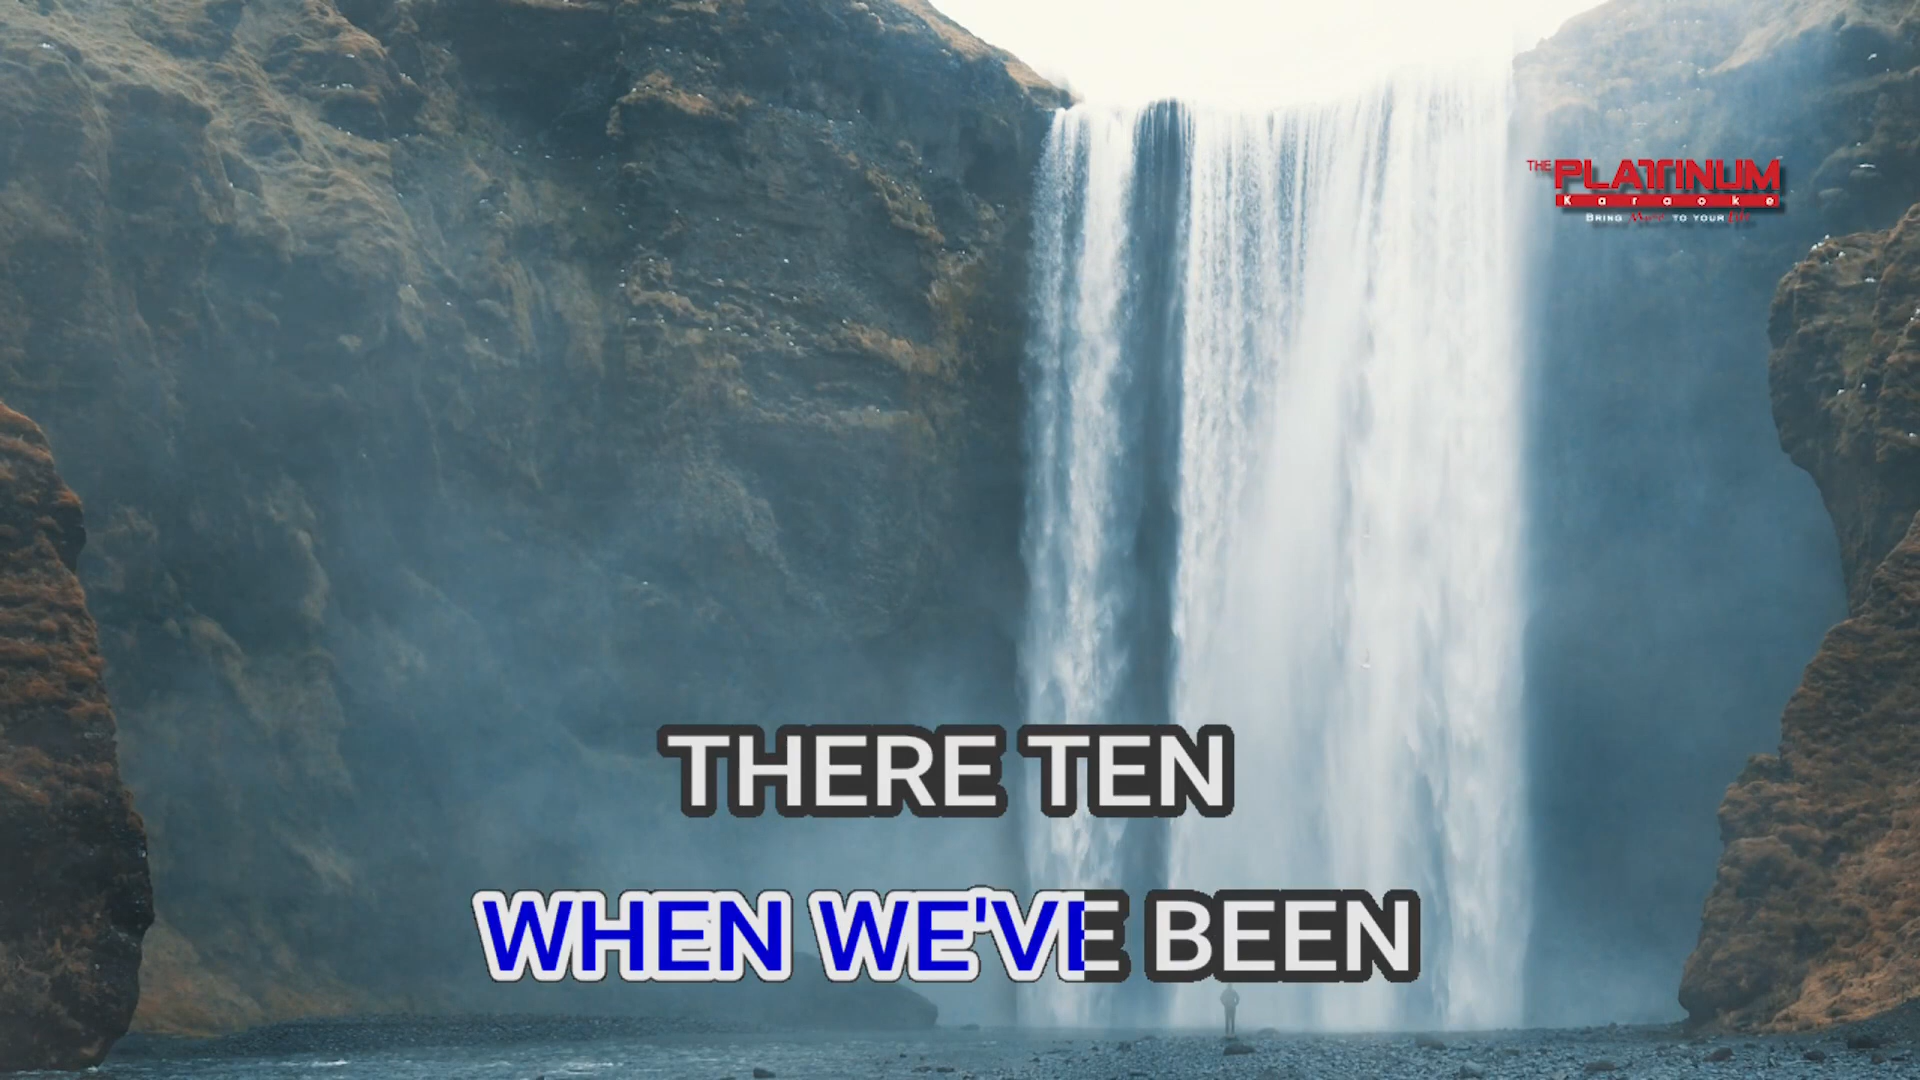 THE PLATINUM
Karaoke
BRING Music TO YOUR Life
THERE TEN
WHEN WE'VE BEEN